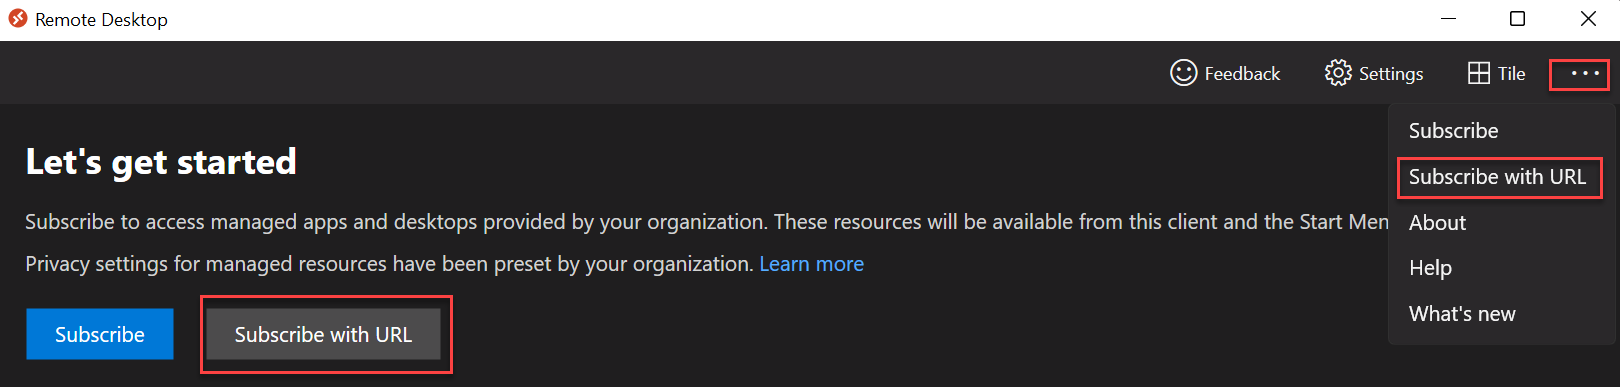 Remote Desktop
Feedback
Settings
Tile
Subscribe
Subscribe with URL
About
Help
What's new
Let's get started
Subscribe to access managed apps and desktops provided by your organization. These resources will be available from this client and the Start Men
Privacy settings for managed resources have been preset by your organization. Learn more
Subscribe
Subscribe with URL